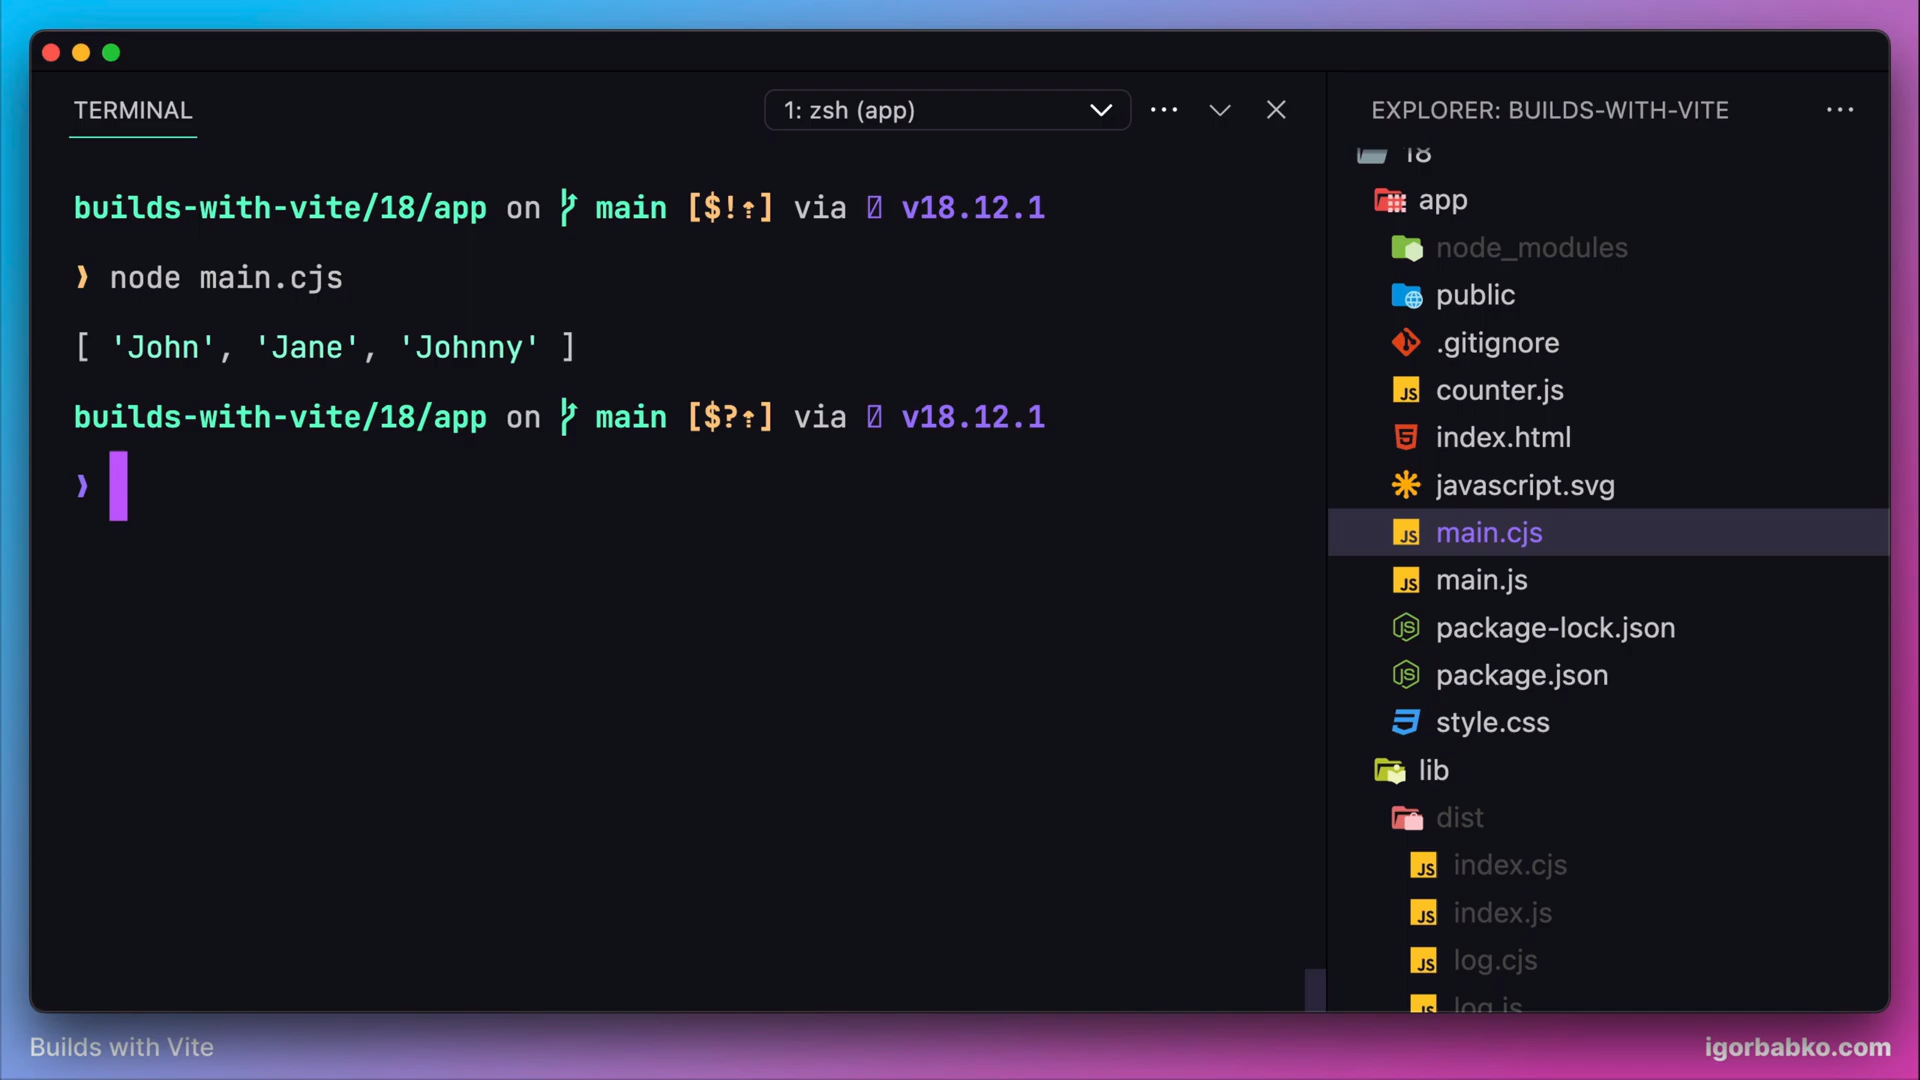 TERMINAL
1: zsh (app)
builds-with-vite/18/app on main [$!⇡] via v18.12.1
❯ node main.cjs
[ 'John', 'Jane', 'Johnny' ]
builds-with-vite/18/app on main [$?⇡] via v18.12.1
❯
EXPLORER: BUILDS-WITH-VITE
18
app
node_modules
public
.gitignore
counter.js
index.html
javascript.svg
main.cjs
main.js
package-lock.json
package.json
style.css
lib
dist
index.cjs
index.js
log.cjs
log.js
Builds with Vite
igorbabko.com